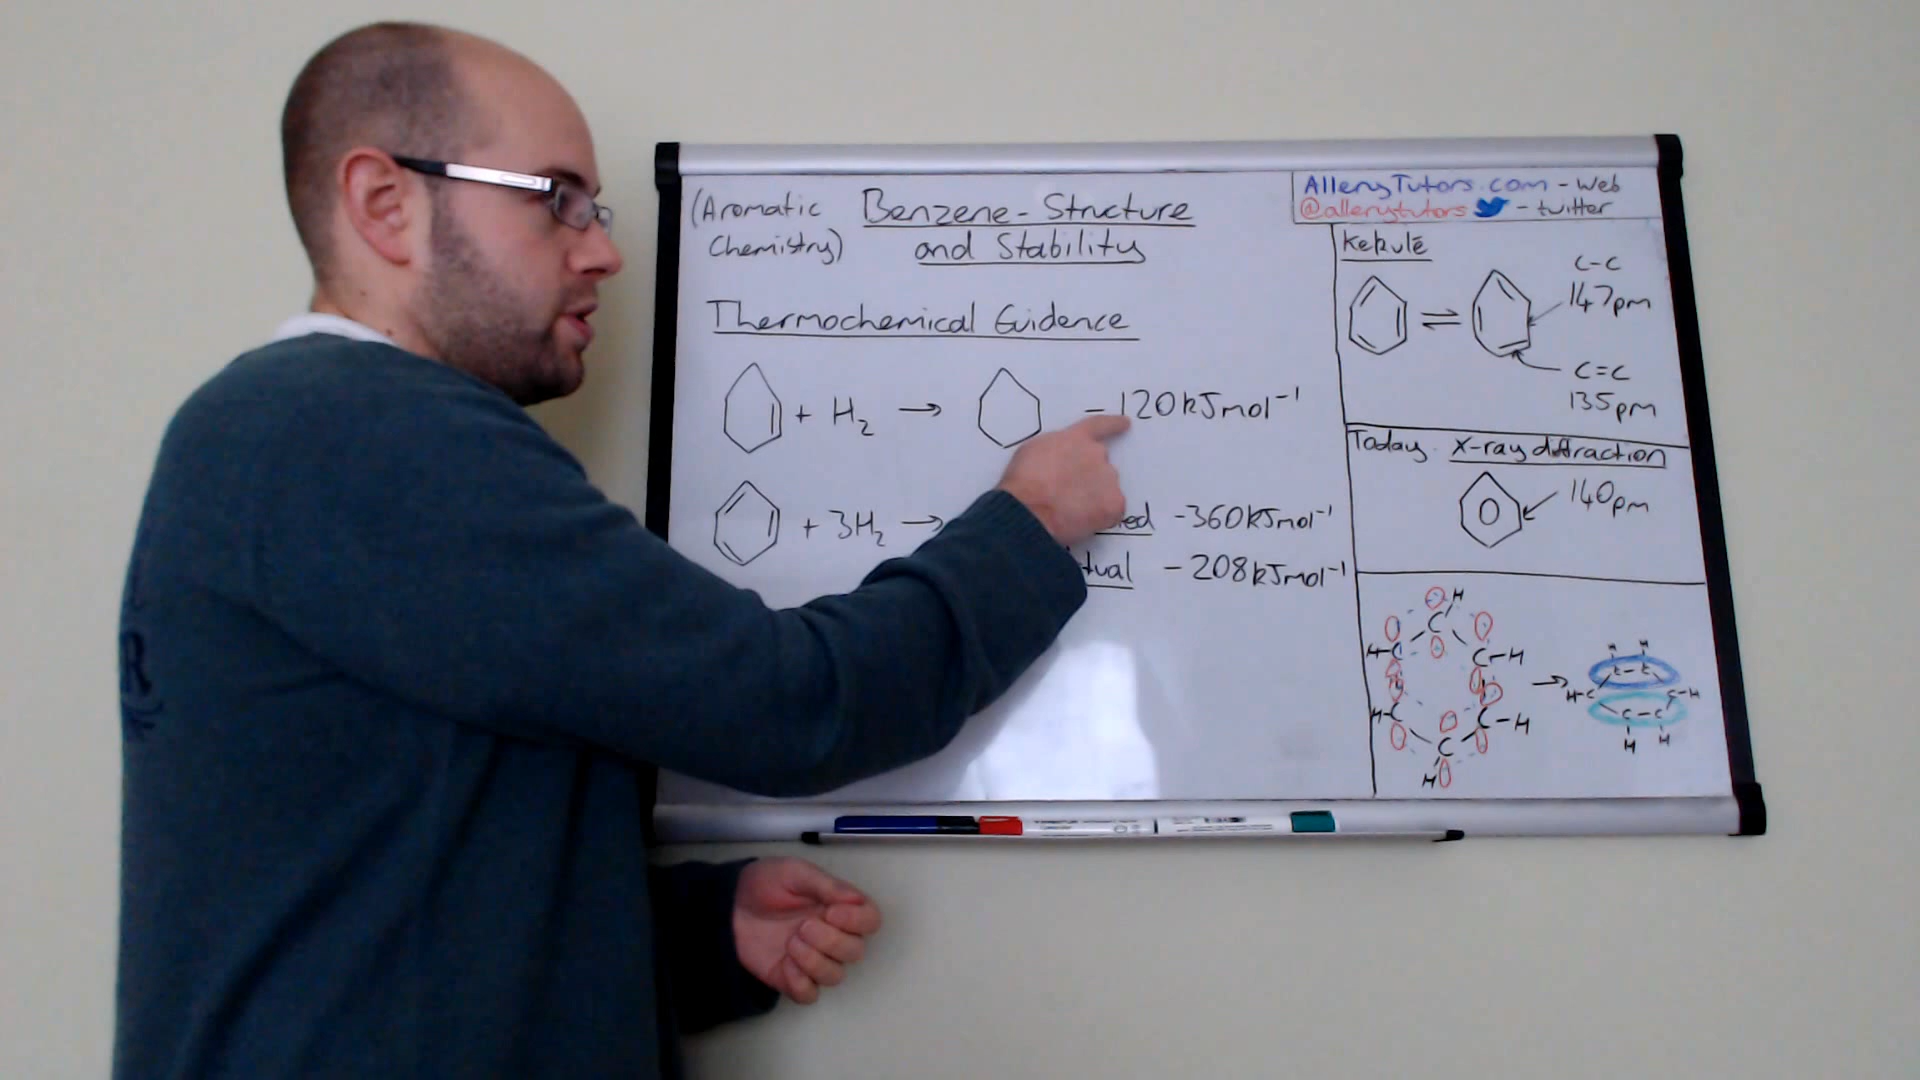 (Aromatic Chemistry)
Benzene - Structure
and Stability
Thermochemical Evidence
+ H₂ → -120kJmol⁻¹
+ 3H₂ → -360kJmol⁻¹
-208kJmol⁻¹
AlleryTutors.com - Web
@allerytutors - twitter
Kekulé
⇌
C-C
147pm
C=C
135pm
Today X-ray diffraction
140pm
H
C
H-C C-H
H-C C-H
C
H
→
H H
C-C
H-C C-H
C-C
H H